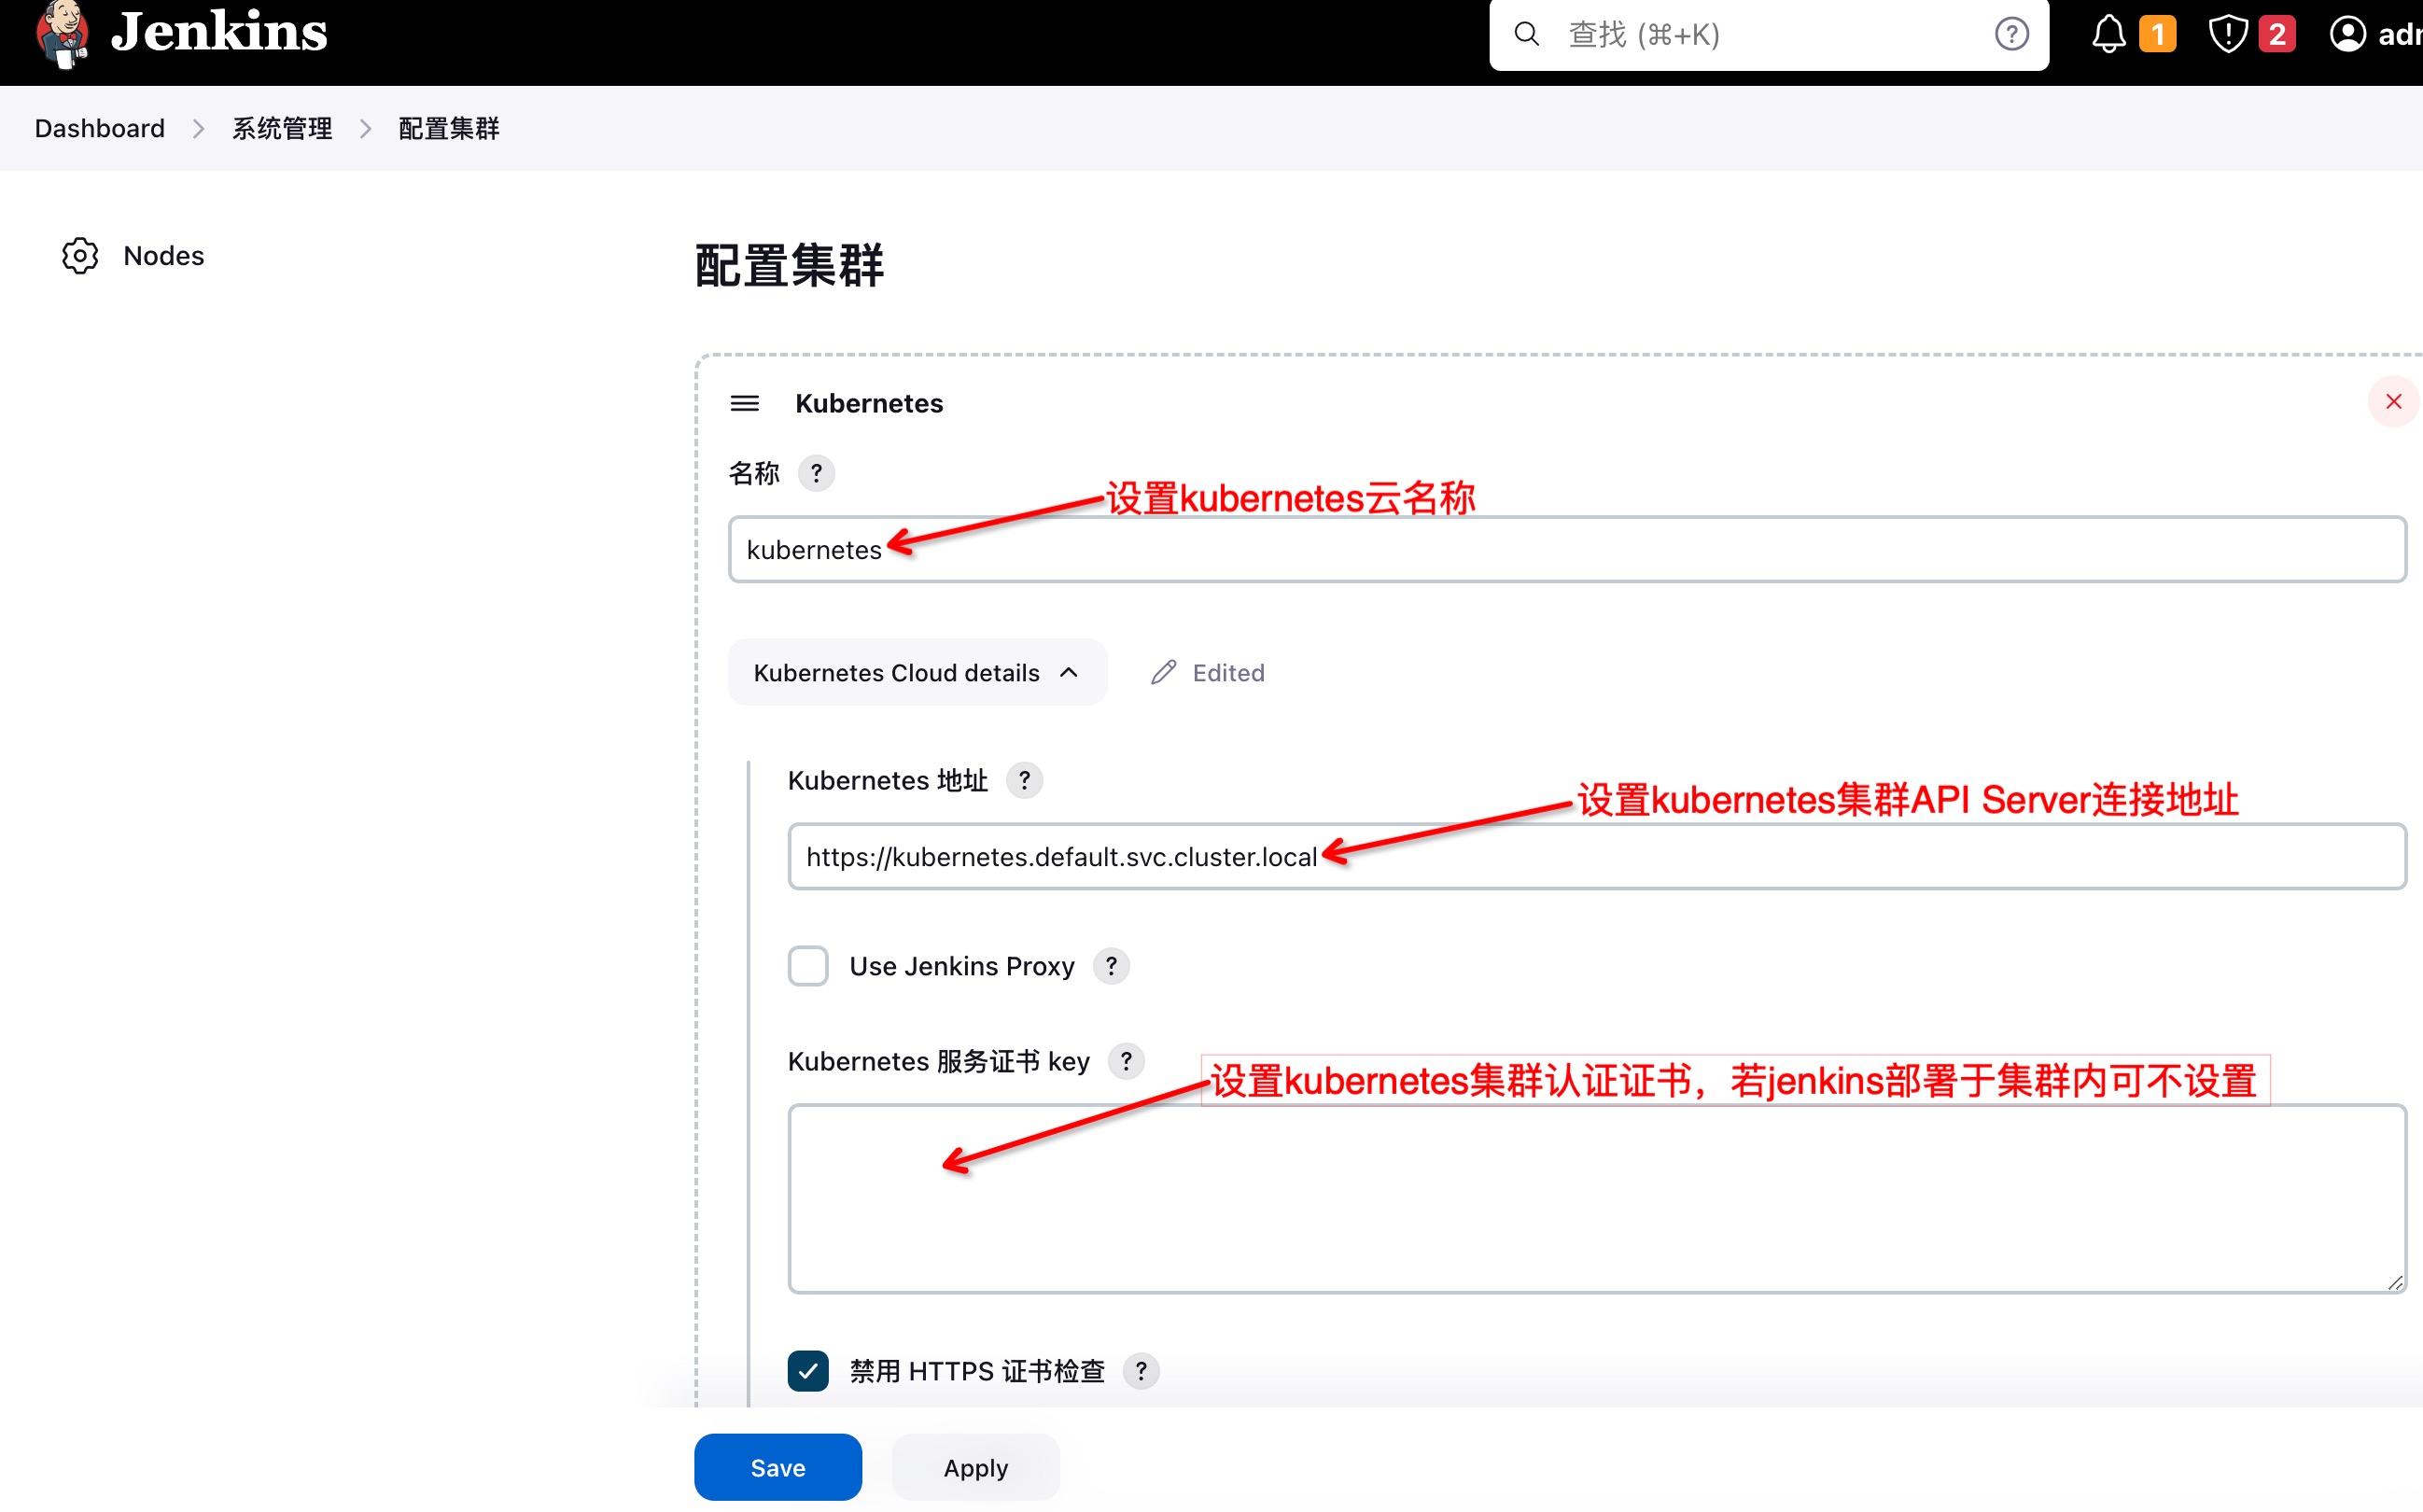 Jenkins
查找 (⌘+K)
?
1
2
Dashboard > 系统管理 > 配置集群
Nodes
配置集群
Kubernetes
名称 ?
设置kubernetes云名称
kubernetes
Kubernetes Cloud details
Edited
Kubernetes 地址 ?
设置kubernetes集群API Server连接地址
https://kubernetes.default.svc.cluster.local
Use Jenkins Proxy ?
Kubernetes 服务证书 key ?
设置kubernetes集群认证证书，若jenkins部署于集群内可不设置
禁用 HTTPS 证书检查 ?
Save
Apply